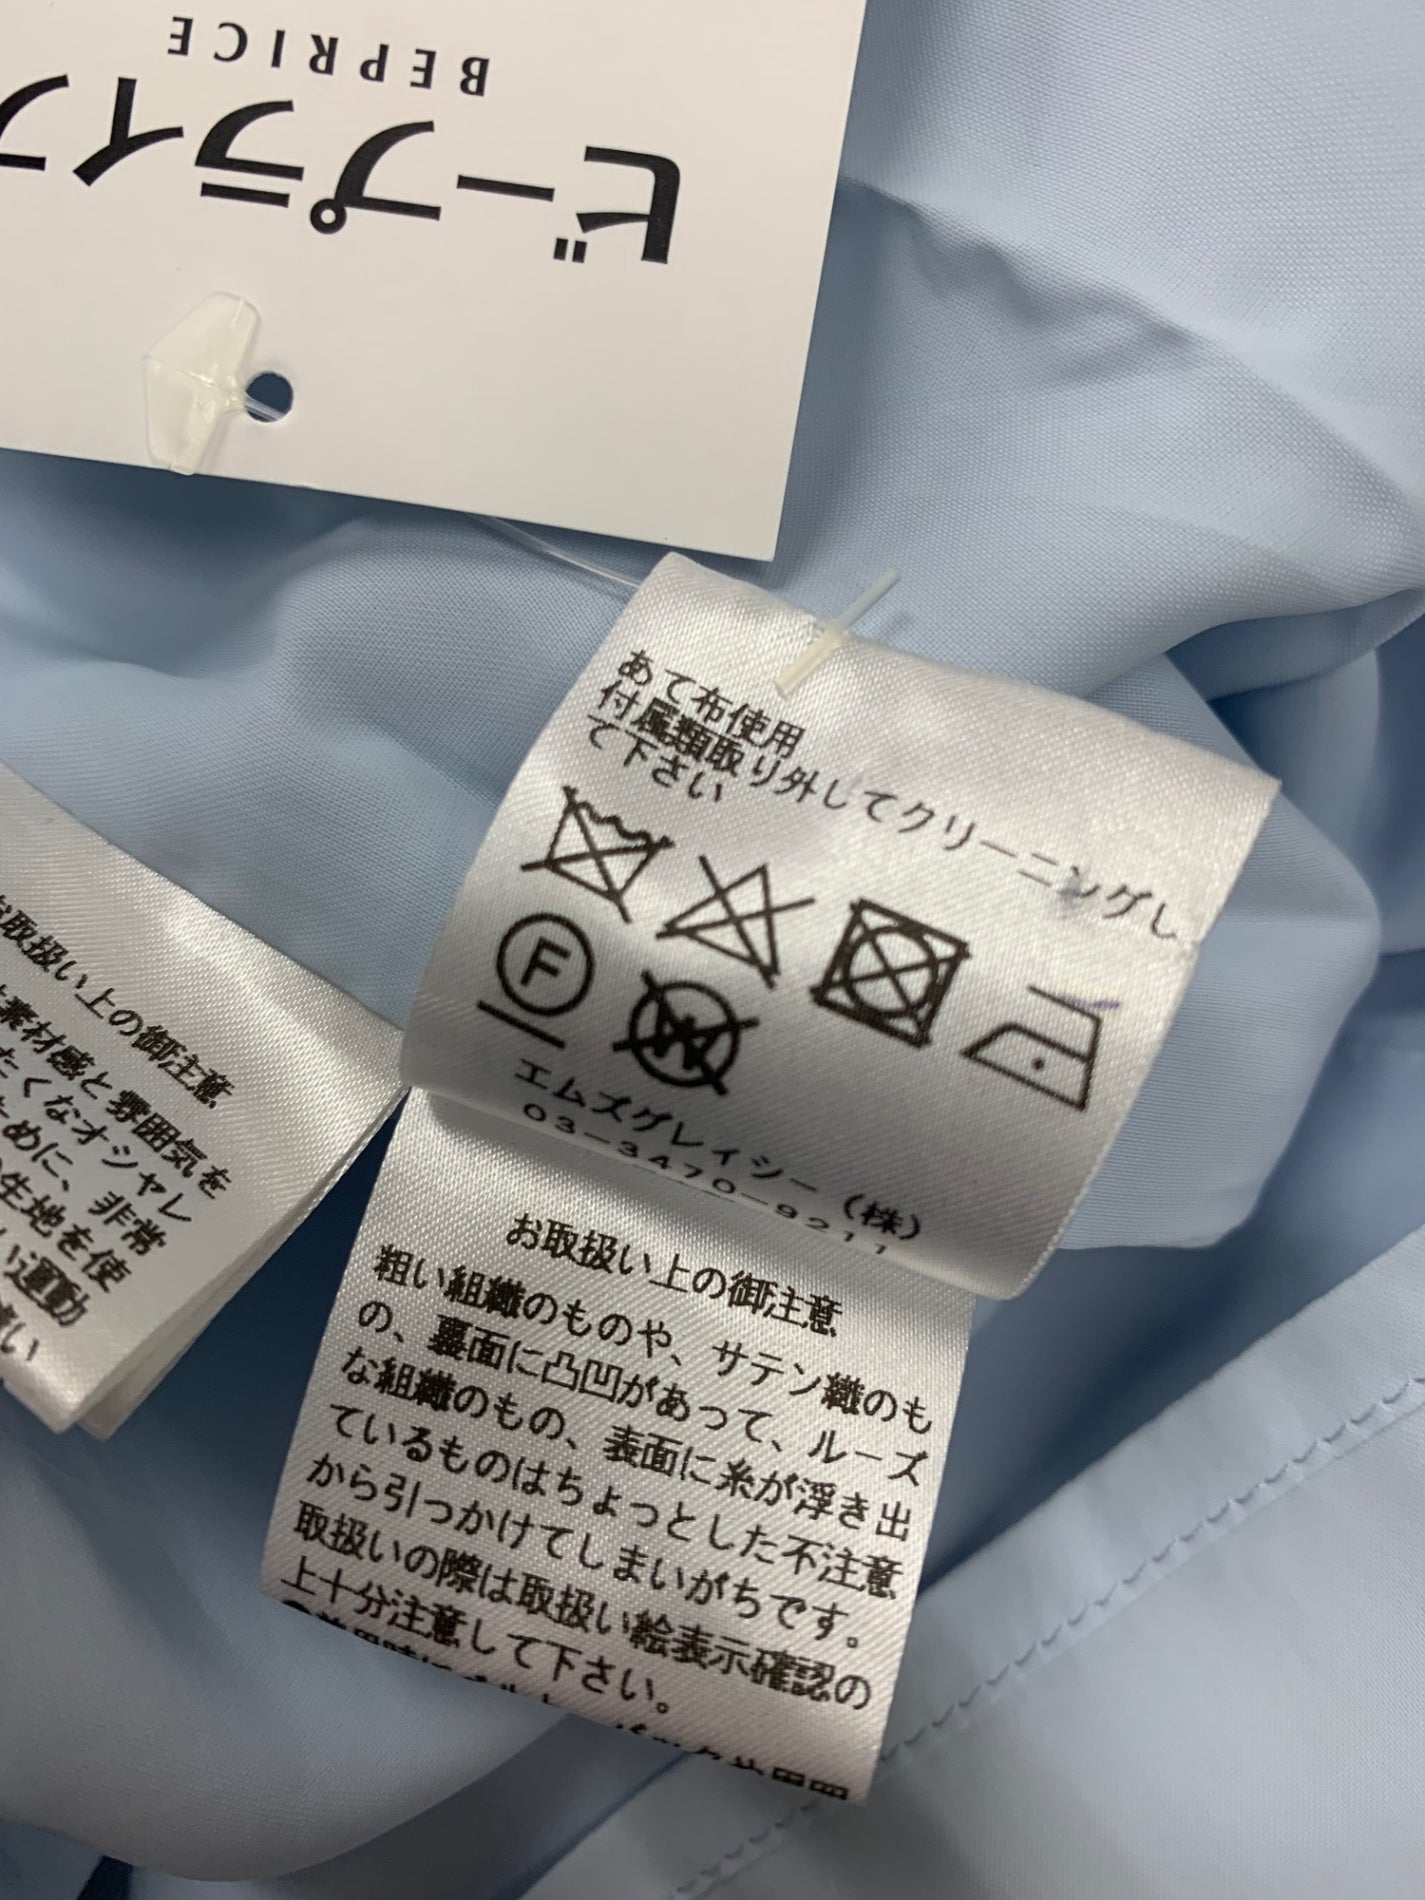 BEPRICE
ビープライ
あて布使用
付属類取り外してクリーニングし
て下さい
F
W
エムズグレイシー(株)
03-3470-9211
お取扱い上の御注意
粗い組織のものや、サテン織のも
の、裏面に凸凹があって、ルーズ
な組織のもの、表面に糸が浮き出
ているものはちょっとした不注意
から引っかけてしまいがちです。
取扱いの際は取扱い絵表示確認の
上十分注意して下さい。
お取扱い上の御注意
素材感と雰囲気を
たくなオシャレ
ために、非常
生地を使
い運動